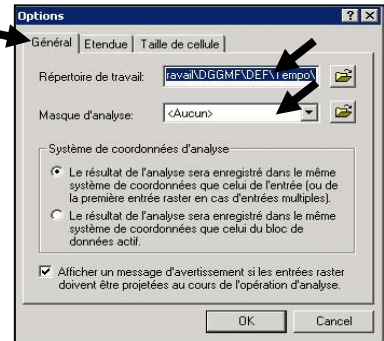 Options
Général Etendue Taille de cellule
Répertoire de travail: ravail\DGGMF\DEF\Tempo\
Masque d'analyse: <Aucun>
Système de coordonnées d'analyse
Le résultat de l'analyse sera enregistré dans le même
système de coordonnées que celui de l'entrée (ou de
la première entrée raster en cas d'entrées multiples).
Le résultat de l'analyse sera enregistré dans le même
système de coordonnées que celui du bloc de
données actif.
Afficher un message d'avertissement si les entrées raster
doivent être projetées au cours de l'opération d'analyse.
OK Cancel